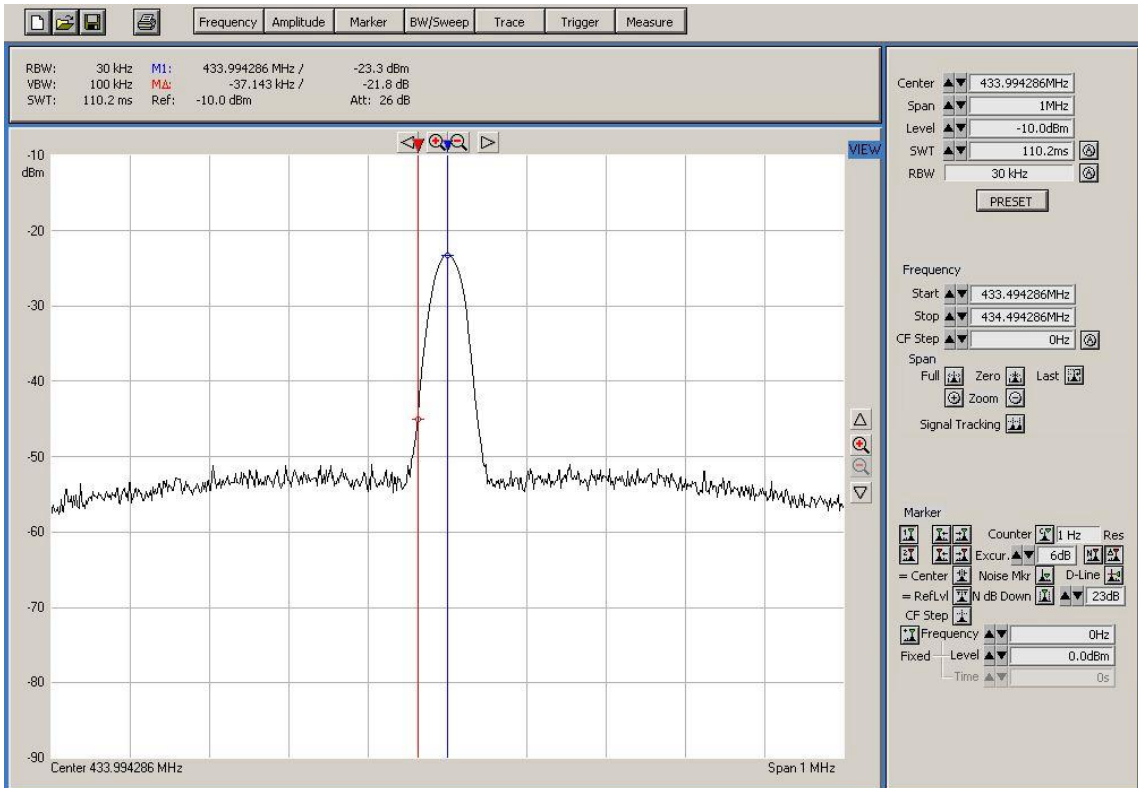 Frequency Amplitude Marker BW/Sweep Trace Trigger Measure
RBW: 30 kHz M1: 433.994286 MHz / -23.3 dBm
VBW: 100 kHz MΔ: -37.143 kHz / -21.8 dB
SWT: 110.2 ms Ref: -10.0 dBm Att: 26 dB
VIEW
-10
dBm
-20
-30
-40
-50
-60
-70
-80
-90
Center 433.994286 MHz Span 1 MHz
Center 433.994286MHz
Span 1MHz
Level -10.0dBm
SWT 110.2ms
RBW 30 kHz
PRESET
Frequency
Start 433.494286MHz
Stop 434.494286MHz
CF Step 0Hz
Span
Full Zero Last
Zoom
Signal Tracking
Marker
Counter 1 Hz Res
Excur. 6dB
= Center Noise Mkr D-Line
= RefLvl N dB Down 23dB
CF Step
Frequency 0Hz
Fixed Level 0.0dBm
Time 0s